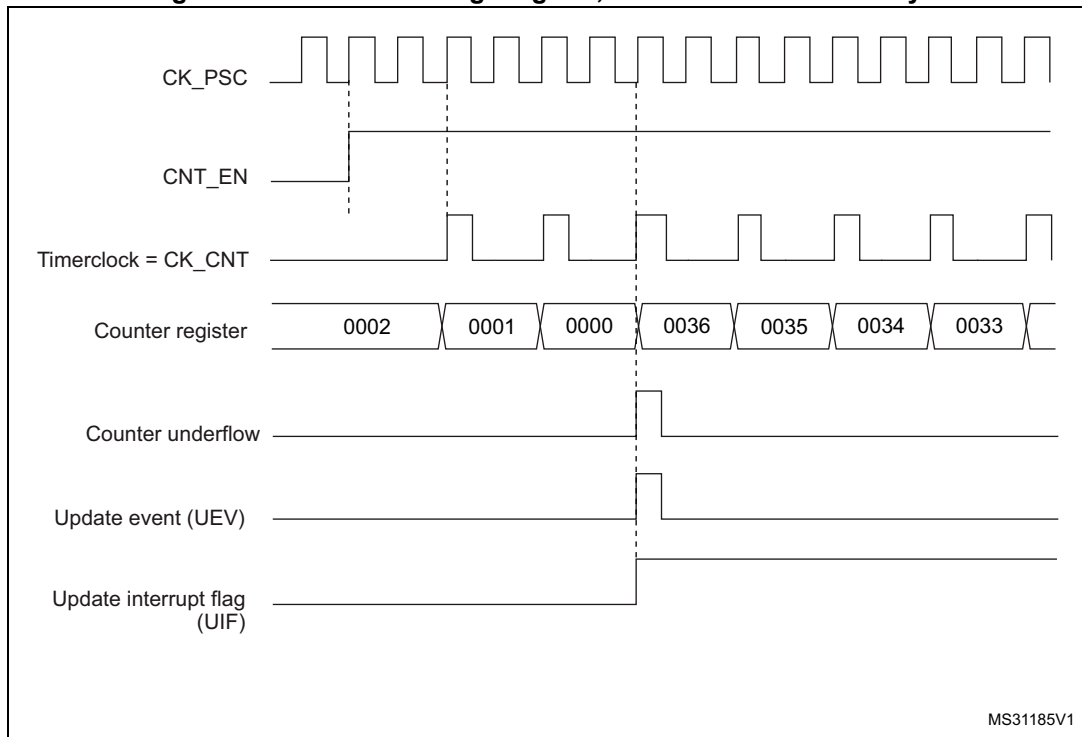 CK_PSC
CNT_EN
Timerclock = CK_CNT
Counter register 0002 0001 0000 0036 0035 0034 0033
Counter underflow
Update event (UEV)
Update interrupt flag
(UIF)
MS31185V1